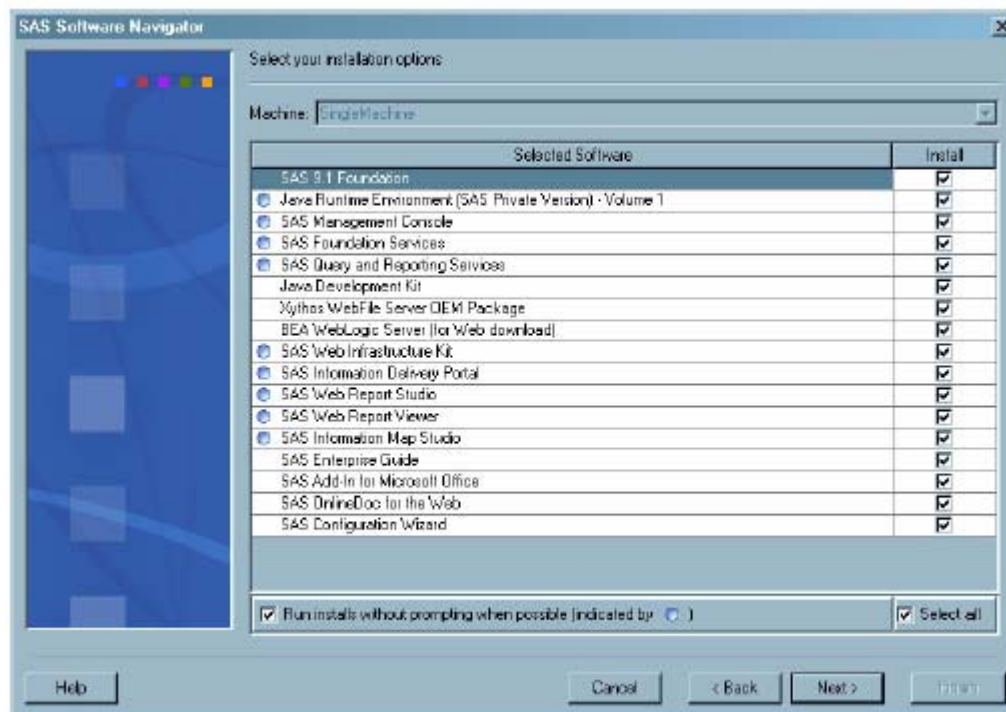 SAS Software Navigator
Select your installation options
Machine: SingleMachine
Selected Software Install
SAS 9.1 Foundation
Java Runtime Environment (SAS Private Version) - Volume 1
SAS Management Console
SAS Foundation Services
SAS Query and Reporting Services
Java Development Kit
Xythos WebFile Server OEM Package
BEA WebLogic Server (for Web download)
SAS Web Infrastructure Kit
SAS Information Delivery Portal
SAS Web Report Studio
SAS Web Report Viewer
SAS Information Map Studio
SAS Enterprise Guide
SAS Add-In for Microsoft Office
SAS OnlineDoc for the Web
SAS Configuration Wizard
Run installs without prompting when possible (indicated by ) Select all
Help Cancel < Back Next > Finish